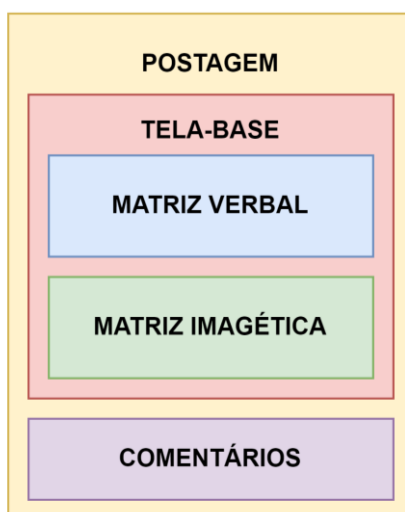 POSTAGEM
TELA-BASE
MATRIZ VERBAL
MATRIZ IMAGÉTICA
COMENTÁRIOS